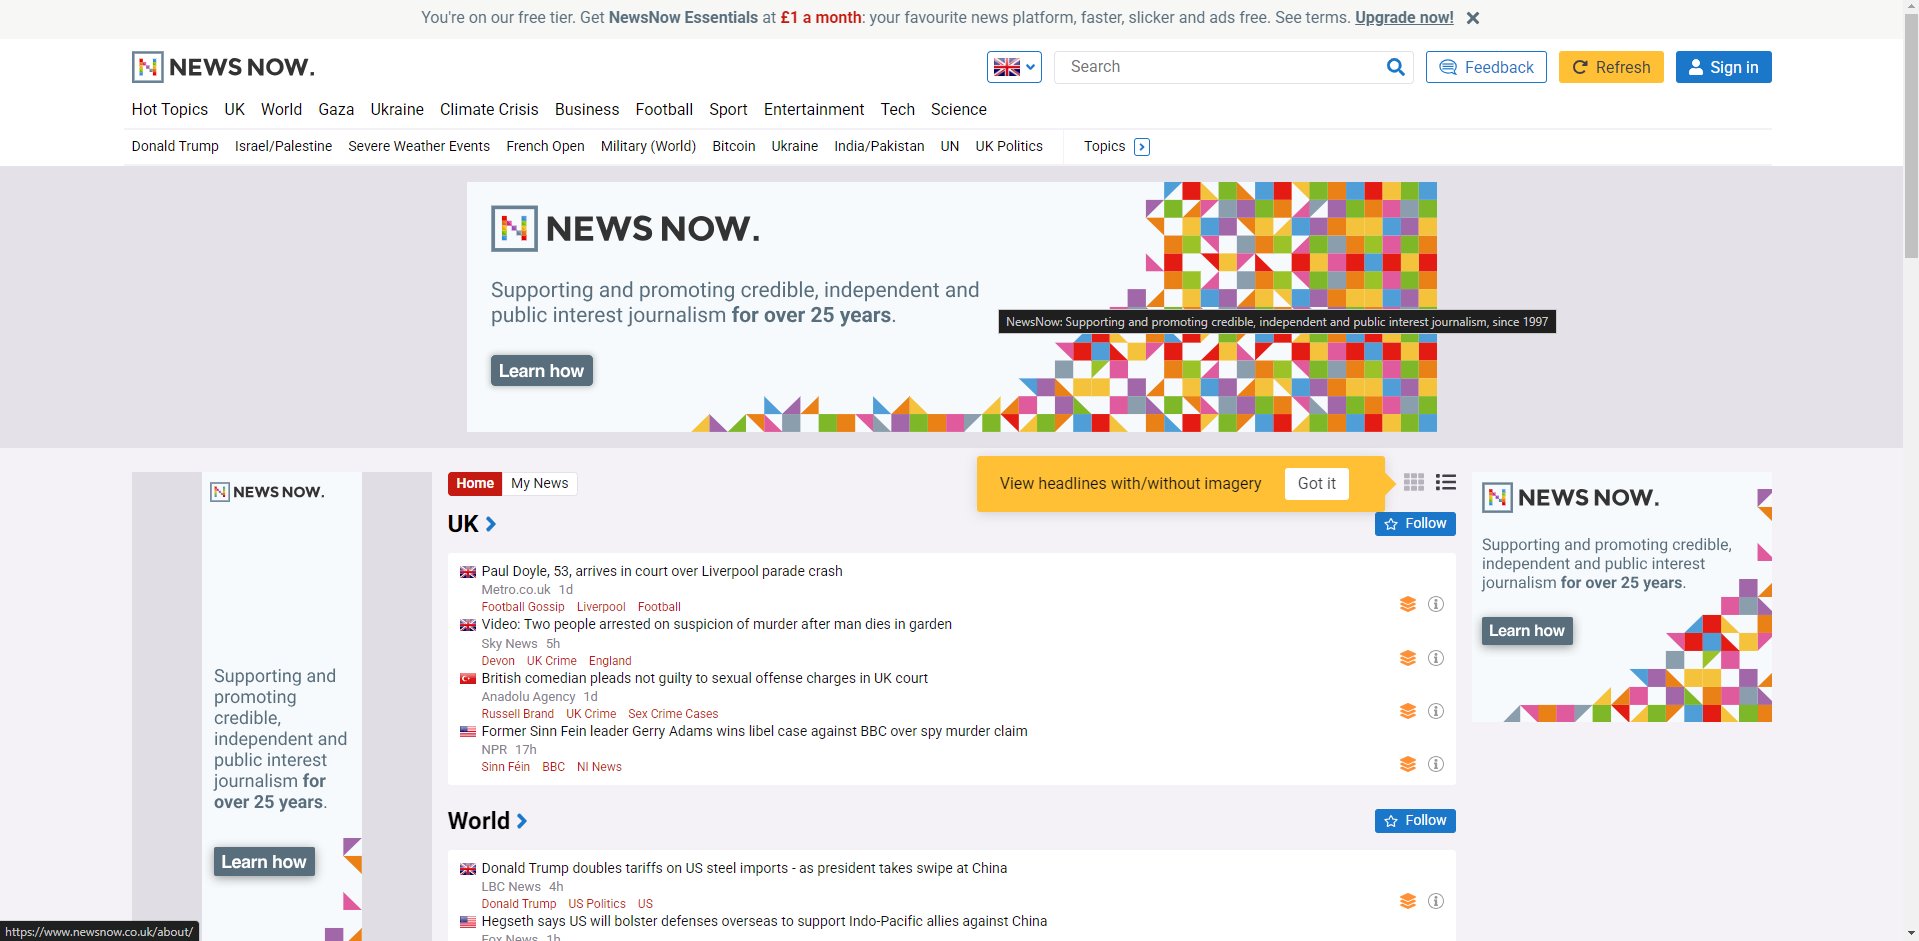 You're on our free tier. Get NewsNow Essentials at £1 a month: your favourite news platform, faster, slicker and ads free. See terms. Upgrade now!
NEWS NOW.
Search
Feedback
Refresh
Sign in
Hot Topics UK World Gaza Ukraine Climate Crisis Business Football Sport Entertainment Tech Science
Donald Trump Israel/Palestine Severe Weather Events French Open Military (World) Bitcoin Ukraine India/Pakistan UN UK Politics Topics
NEWS NOW.
Supporting and promoting credible, independent and
public interest journalism for over 25 years.
NewsNow: Supporting and promoting credible, independent and public interest journalism, since 1997
Learn how
NEWS NOW.
Supporting and
promoting
credible,
independent and
public interest
journalism for
over 25 years.
Learn how
Home My News
View headlines with/without imagery Got it
UK
Follow
Paul Doyle, 53, arrives in court over Liverpool parade crash
Metro.co.uk 1d
Football Gossip Liverpool Football
Video: Two people arrested on suspicion of murder after man dies in garden
Sky News 5h
Devon UK Crime England
British comedian pleads not guilty to sexual offense charges in UK court
Anadolu Agency 1d
Russell Brand UK Crime Sex Crime Cases
Former Sinn Fein leader Gerry Adams wins libel case against BBC over spy murder claim
NPR 17h
Sinn Féin BBC NI News
World
Follow
Donald Trump doubles tariffs on US steel imports - as president takes swipe at China
LBC News 4h
Donald Trump US Politics US
Hegseth says US will bolster defenses overseas to support Indo-Pacific allies against China
Fox News 1h
NEWS NOW.
Supporting and promoting credible,
independent and public interest
journalism for over 25 years.
Learn how
https://www.newsnow.co.uk/about/